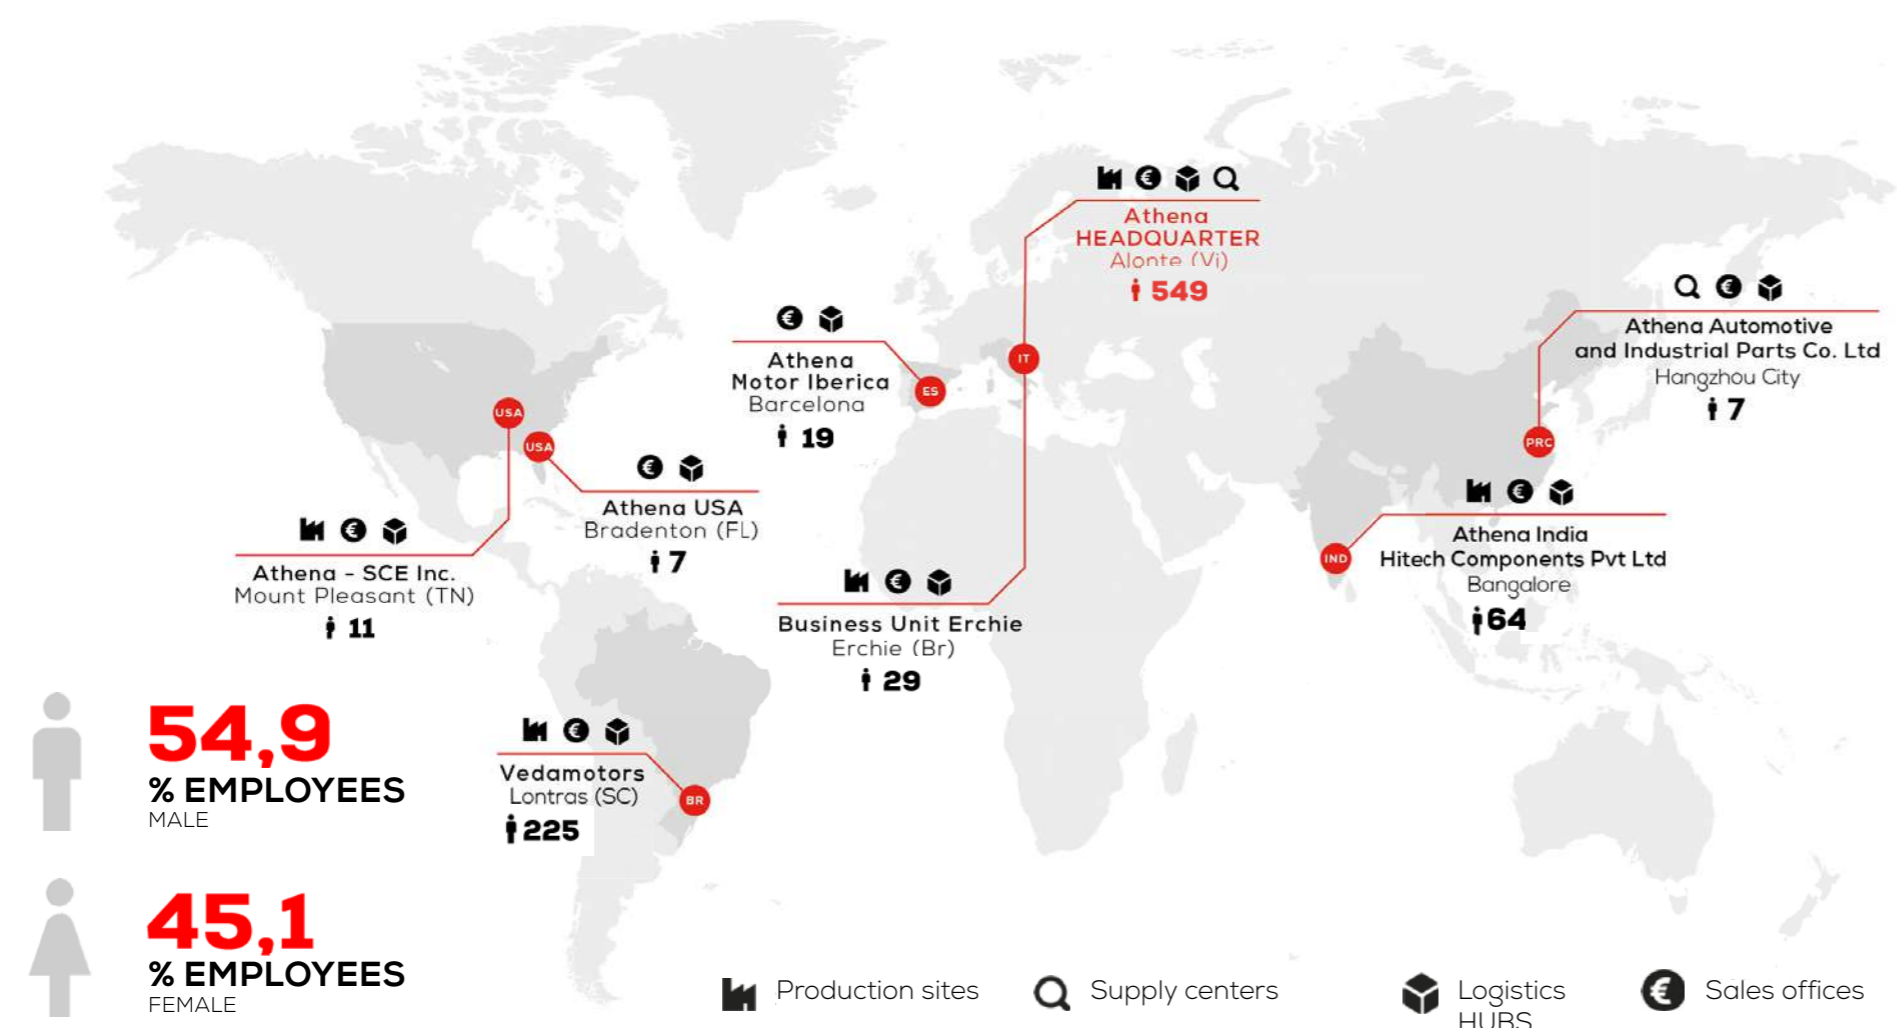 Athena
HEADQUARTER
Alonte (Vi)
549
Athena Automotive
and Industrial Parts Co. Ltd
Hangzhou City
7
Athena
Motor Iberica
Barcelona
19
IT
ES
USA
USA
PRC
Athena USA
Bradenton (FL)
7
Athena India
Hitech Components Pvt Ltd
Bangalore
64
IND
Athena - SCE Inc.
Mount Pleasant (TN)
11
Business Unit Erchie
Erchie (Br)
29
54,9
% EMPLOYEES
MALE
Vedamotors
Lontras (SC)
225
BR
45,1
% EMPLOYEES
FEMALE
Production sites
Supply centers
Logistics
HUBS
Sales offices